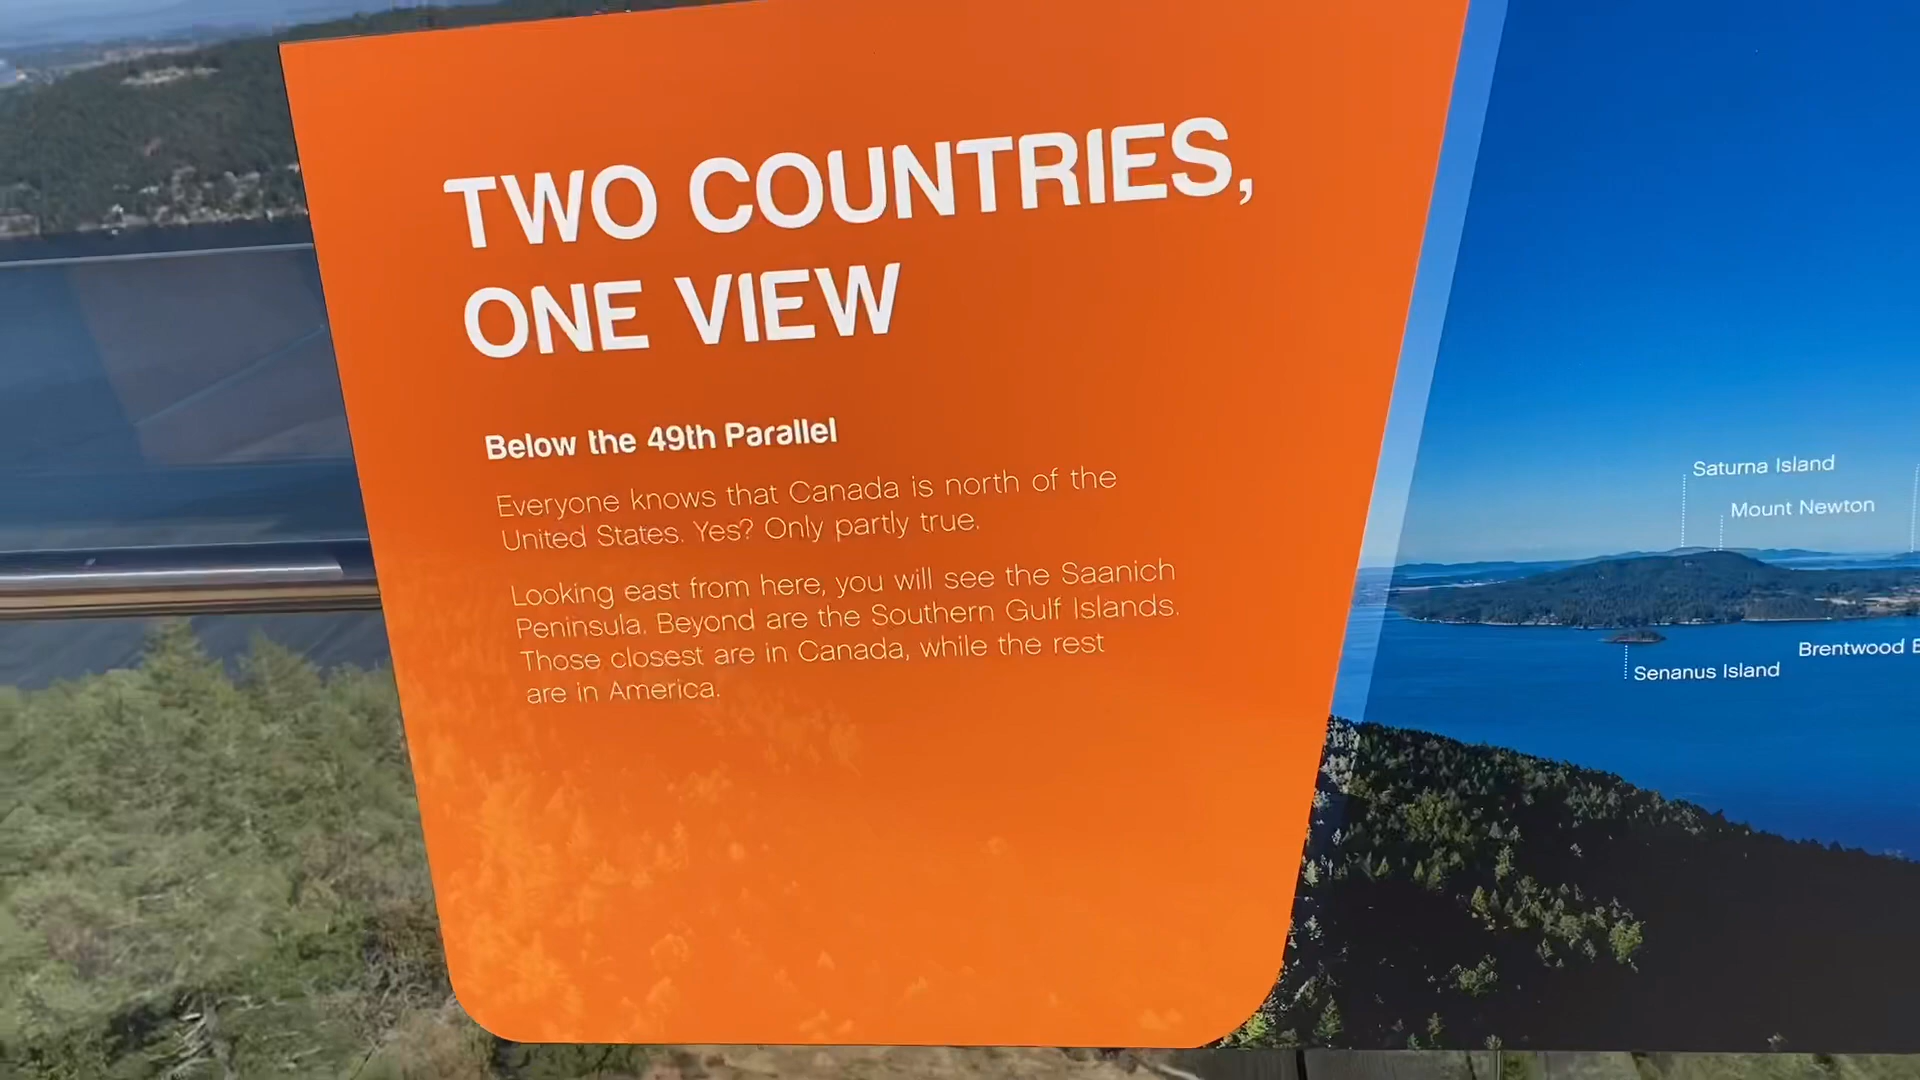 TWO COUNTRIES,
ONE VIEW
Below the 49th Parallel
Everyone knows that Canada is north of the
United States. Yes? Only partly true.
Looking east from here, you will see the Saanich
Peninsula. Beyond are the Southern Gulf Islands.
Those closest are in Canada, while the rest
are in America.
Saturna Island
Mount Newton
Brentwood
Senanus Island